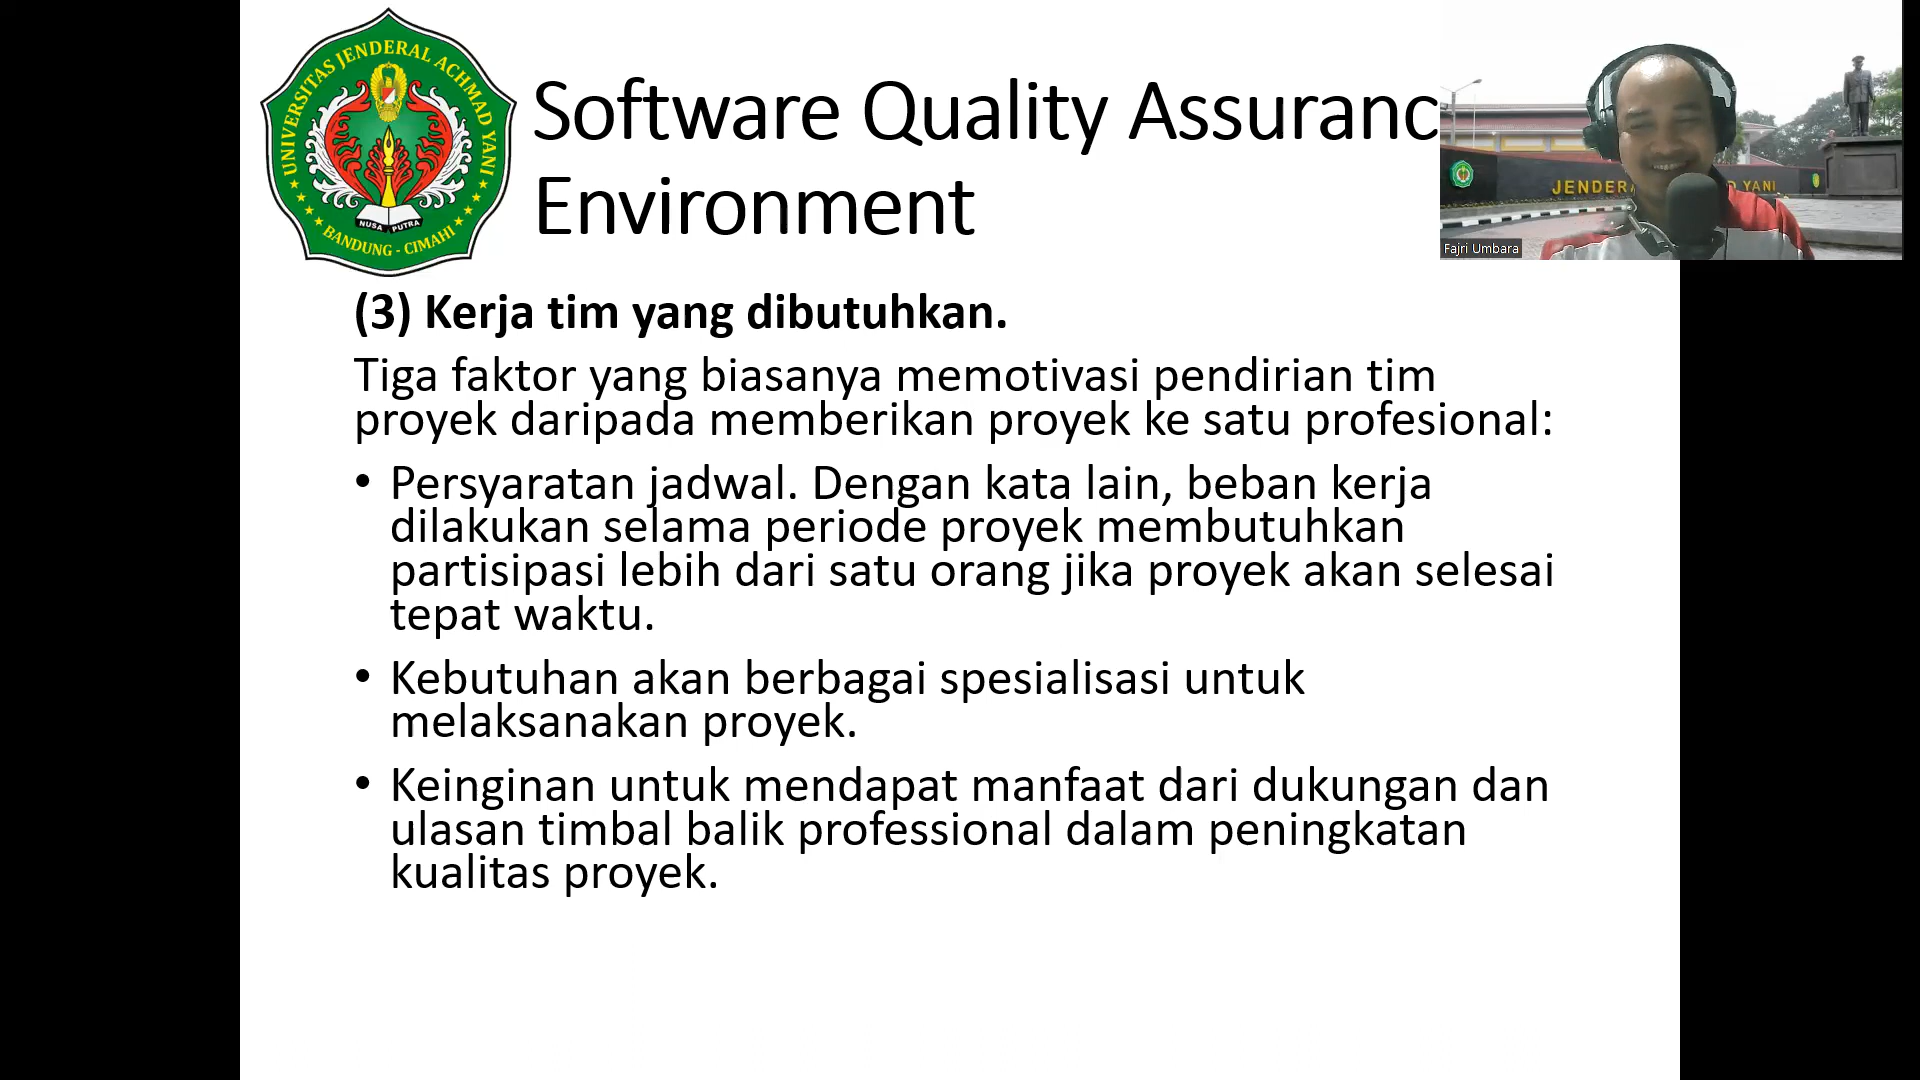 UNIVERSITAS JENDERAL ACHMAD YANI
NUSA PUTRA
BANDUNG - CIMAHI
Software Quality Assuranc
Environment
JENDER
D YANI
Fajri Umbara
(3) Kerja tim yang dibutuhkan.
Tiga faktor yang biasanya memotivasi pendirian tim
proyek daripada memberikan proyek ke satu profesional:
• Persyaratan jadwal. Dengan kata lain, beban kerja
dilakukan selama periode proyek membutuhkan
partisipasi lebih dari satu orang jika proyek akan selesai
tepat waktu.
• Kebutuhan akan berbagai spesialisasi untuk
melaksanakan proyek.
• Keinginan untuk mendapat manfaat dari dukungan dan
ulasan timbal balik professional dalam peningkatan
kualitas proyek.